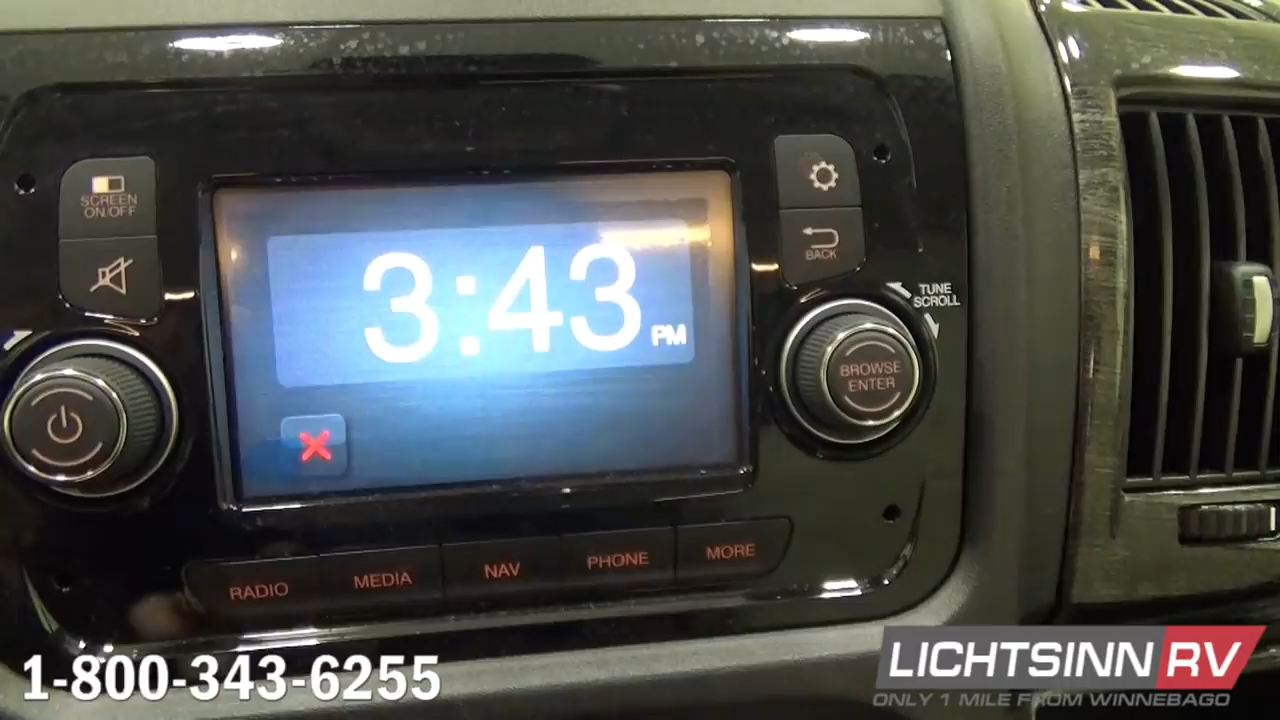 SCREEN
ON/OFF
3:43 PM
BACK
TUNE
SCROLL
BROWSE
ENTER
RADIO MEDIA NAV PHONE MORE
1-800-343-6255
LICHTSINN RV
ONLY 1 MILE FROM WINNEBAGO